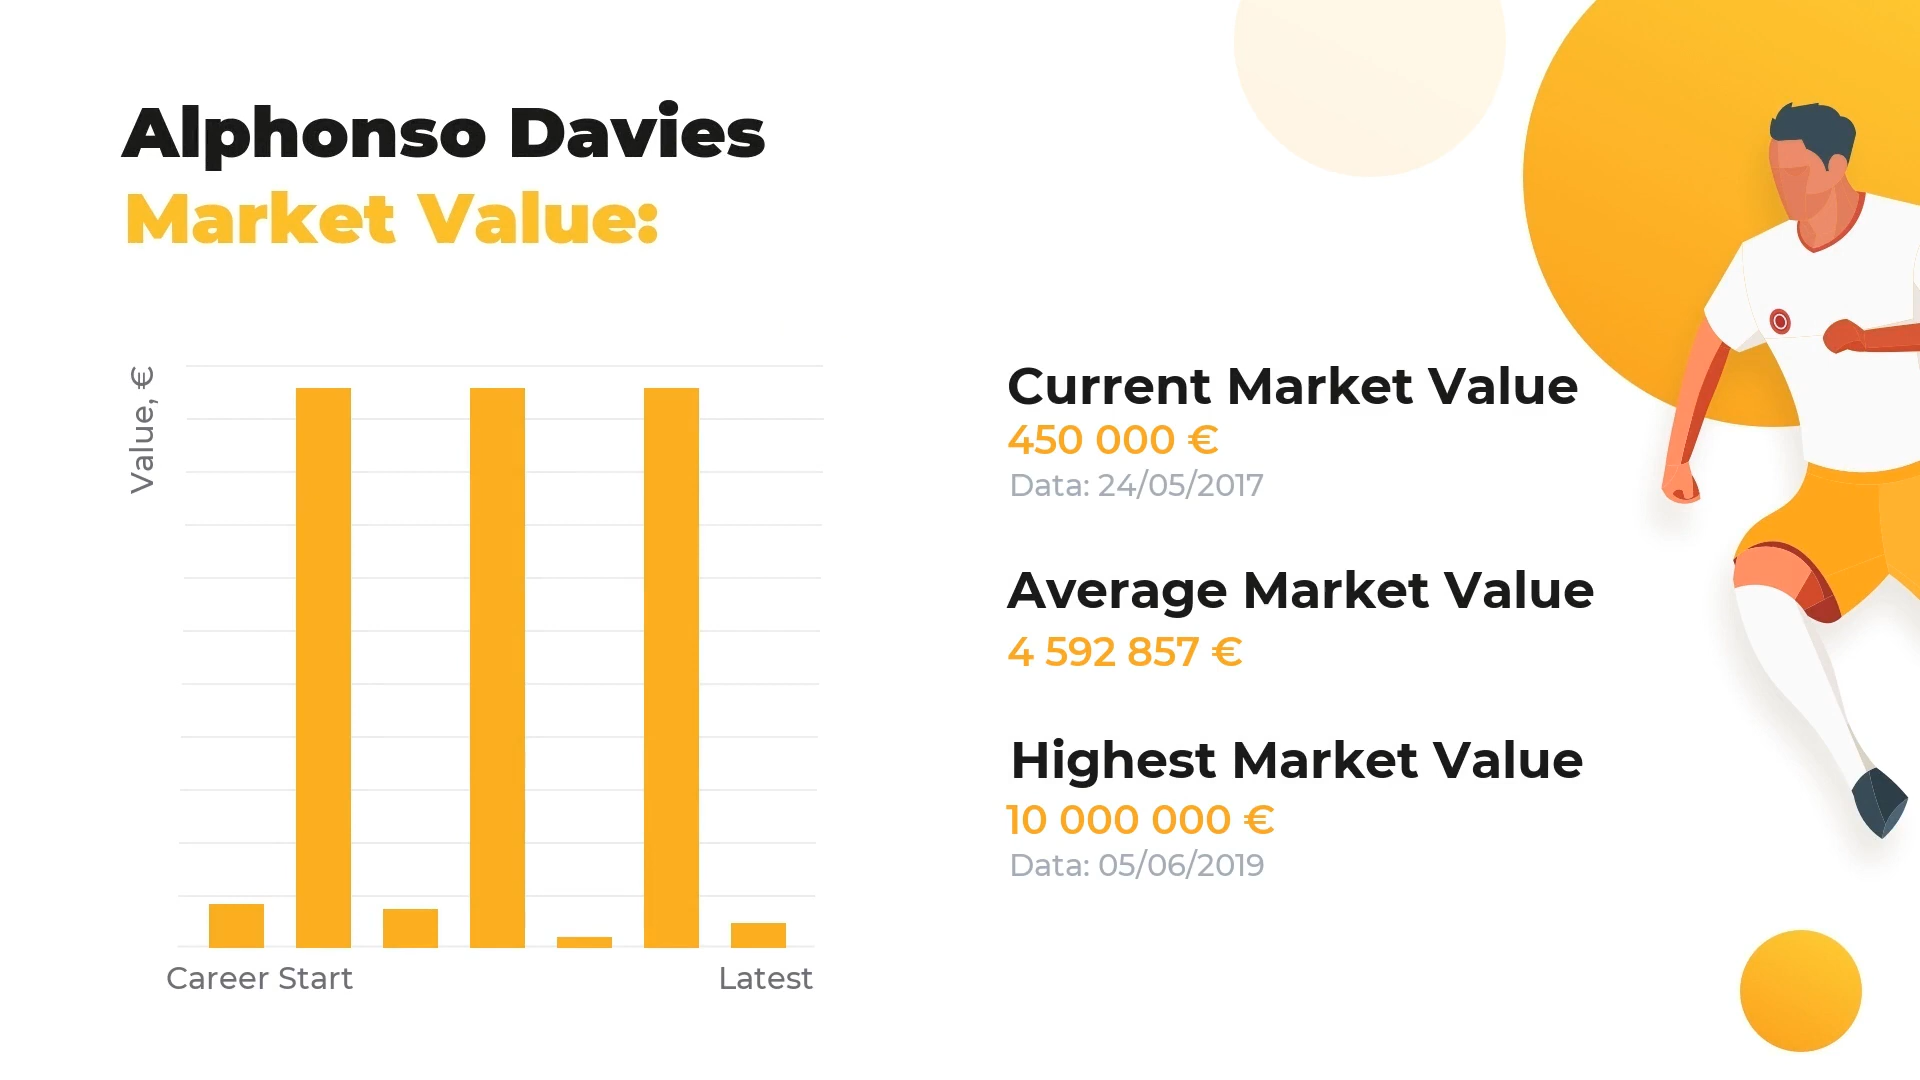 Alphonso Davies
Market Value:
Value, €
Career Start
Latest
Current Market Value
450 000 €
Data: 24/05/2017
Average Market Value
4 592 857 €
Highest Market Value
10 000 000 €
Data: 05/06/2019